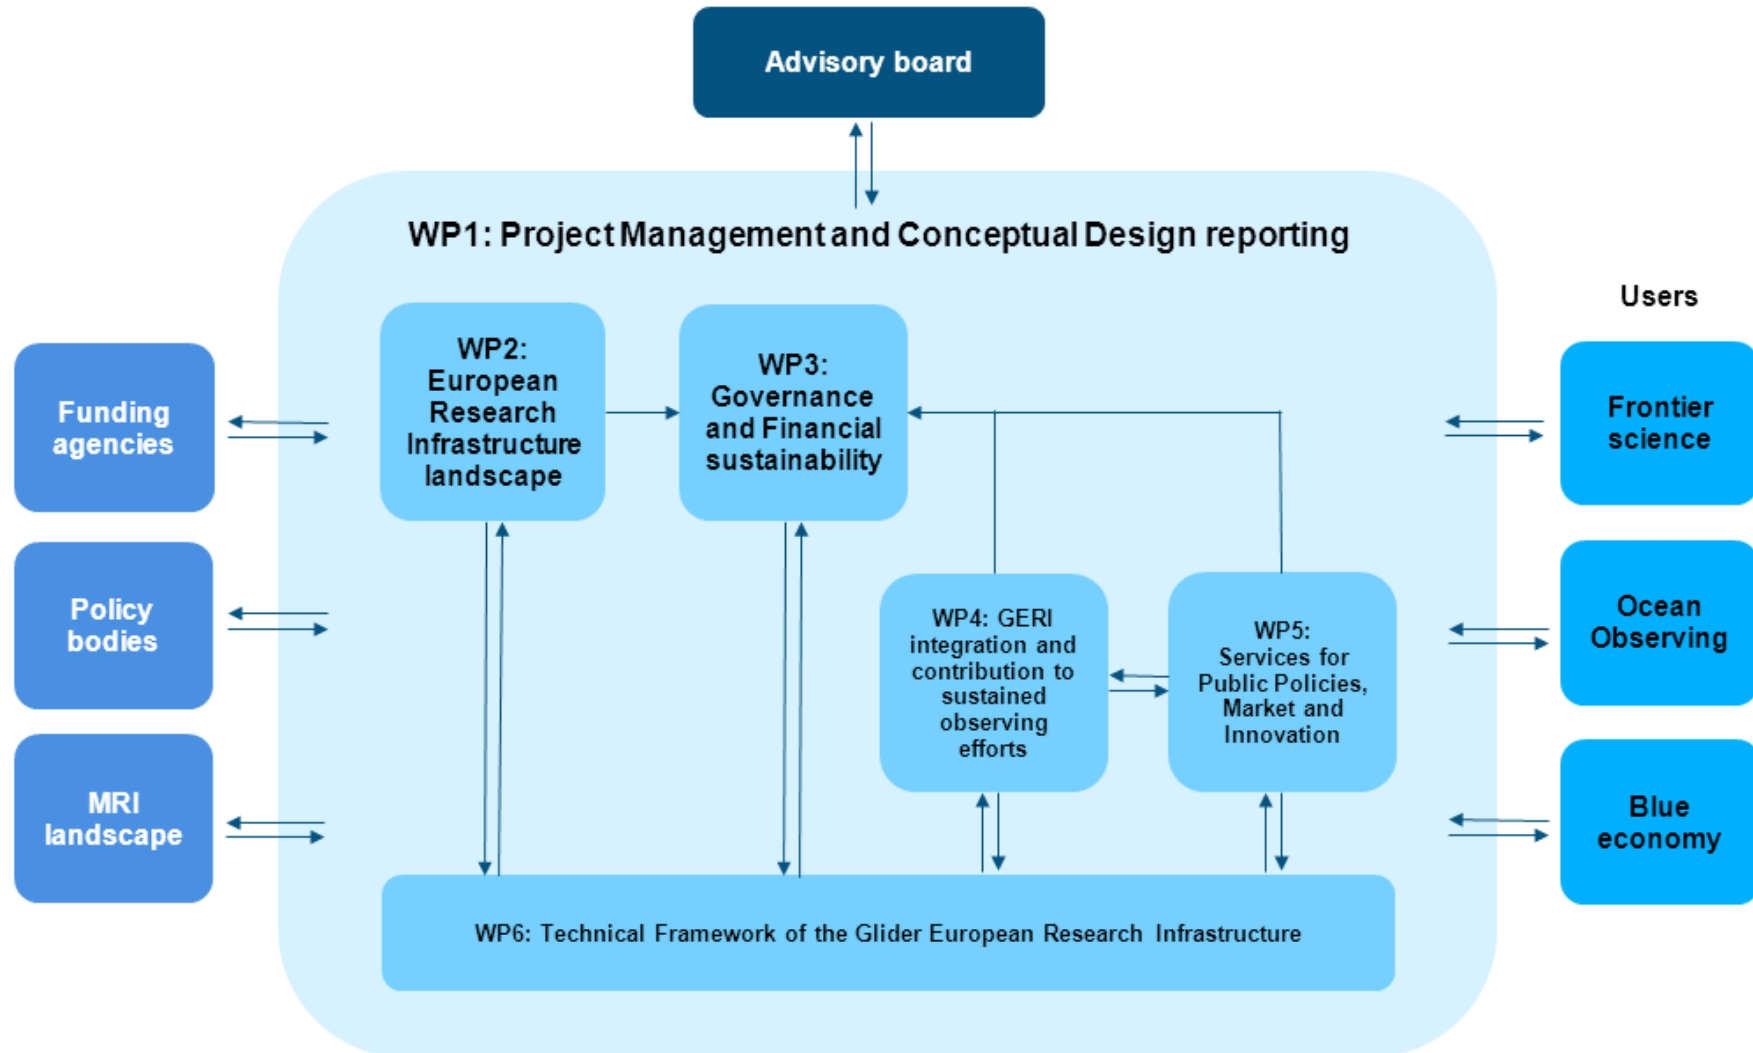 Advisory board
WP1: Project Management and Conceptual Design reporting
Users
Funding
agencies
Policy
bodies
MRI
landscape
WP2:
European
Research
Infrastructure
landscape
WP3:
Governance
and Financial
sustainability
WP4: GERI
integration and
contribution to
sustained
observing
efforts
WP5:
Services for
Public Policies,
Market and
Innovation
WP6: Technical Framework of the Glider European Research Infrastructure
Frontier
science
Ocean
Observing
Blue
economy